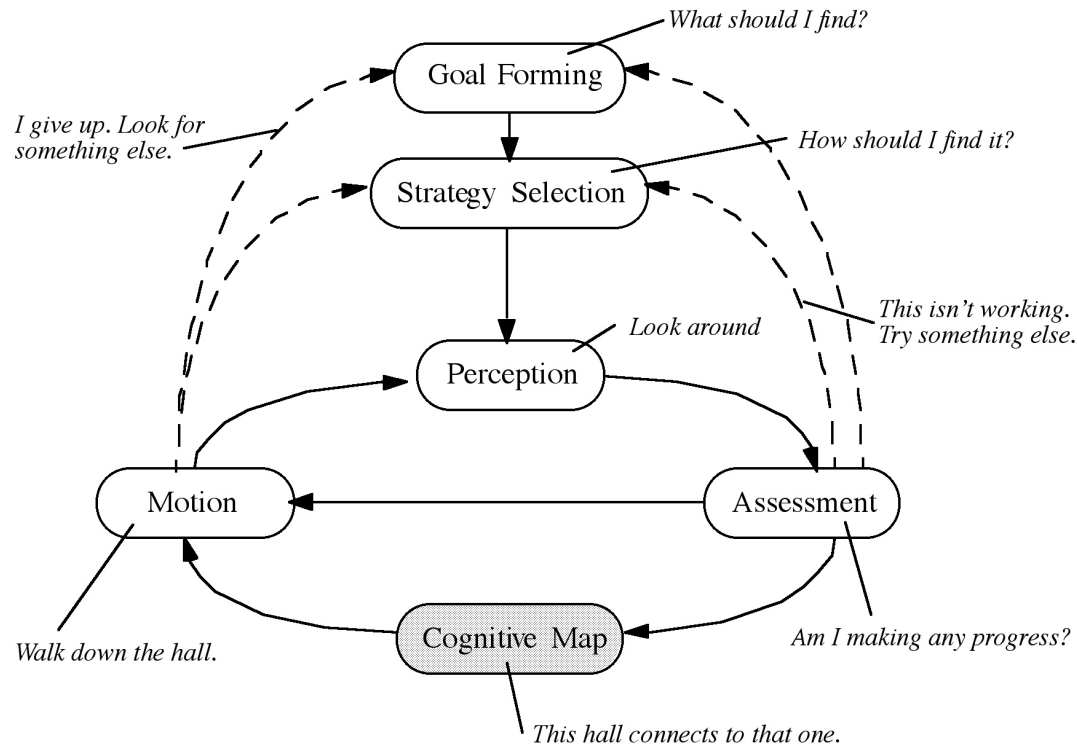 What should I find?
Goal Forming
I give up. Look for
something else.
How should I find it?
Strategy Selection
This isn't working.
Try something else.
Look around
Perception
Motion
Assessment
Cognitive Map
Am I making any progress?
Walk down the hall.
This hall connects to that one.